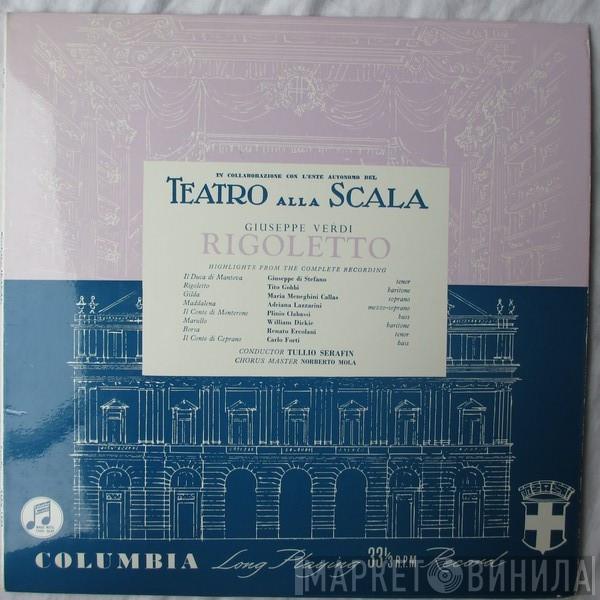 IN COLLABORAZIONE CON L'ENTE AUTONOMO DEL
TEATRO ALLA SCALA
GIUSEPPE VERDI
RIGOLETTO
HIGHLIGHTS FROM THE COMPLETE RECORDING
Il Duca di Mantova Giuseppe di Stefano tenor
Rigoletto Tito Gobbi baritone
Gilda Maria Meneghini Callas soprano
Maddalena Adriana Lazzarini mezzo-soprano
Il Conte di Monterone Plinio Clabassi bass
Marullo William Dickie baritone
Borsa Renato Ercolani tenor
Il Conte di Ceprano Carlo Forti bass
CONDUCTOR TULLIO SERAFIN
CHORUS MASTER NORBERTO MOLA
COLUMBIA Long Playing 33⅓ R.P.M. Record
МАРКЕТ ВИНИЛА